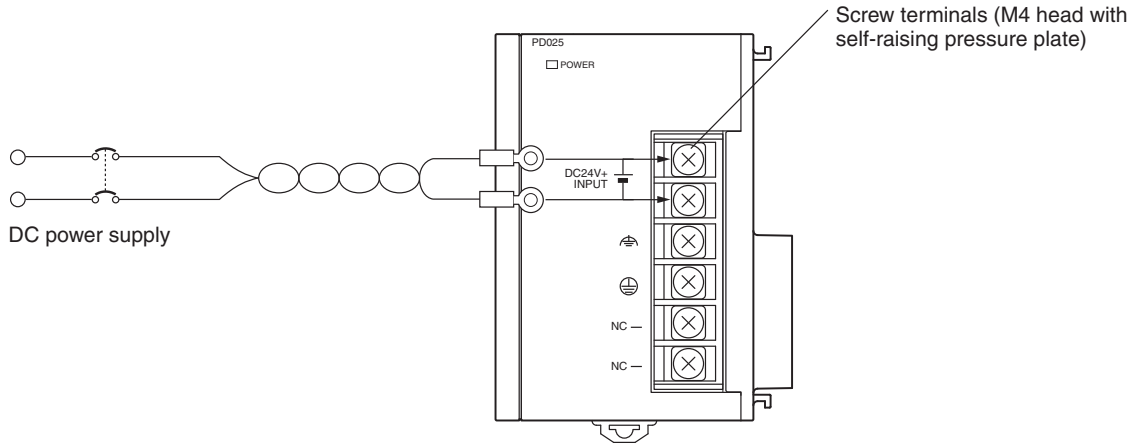 Screw terminals (M4 head with
self-raising pressure plate)
PD025
POWER
DC24V+
INPUT
DC power supply
NC
NC